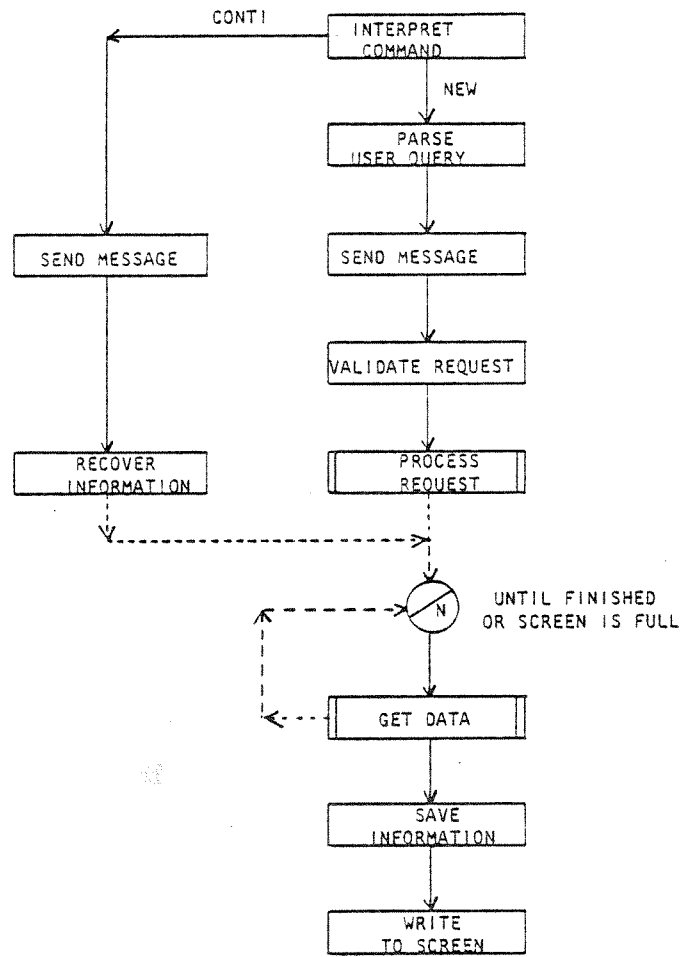 CONTI
INTERPRET
COMMAND
NEW
PARSE
USER QUERY
SEND MESSAGE
SEND MESSAGE
VALIDATE REQUEST
RECOVER
INFORMATION
PROCESS
REQUEST
N
UNTIL FINISHED
OR SCREEN IS FULL
GET DATA
SAVE
INFORMATION
WRITE
TO SCREEN